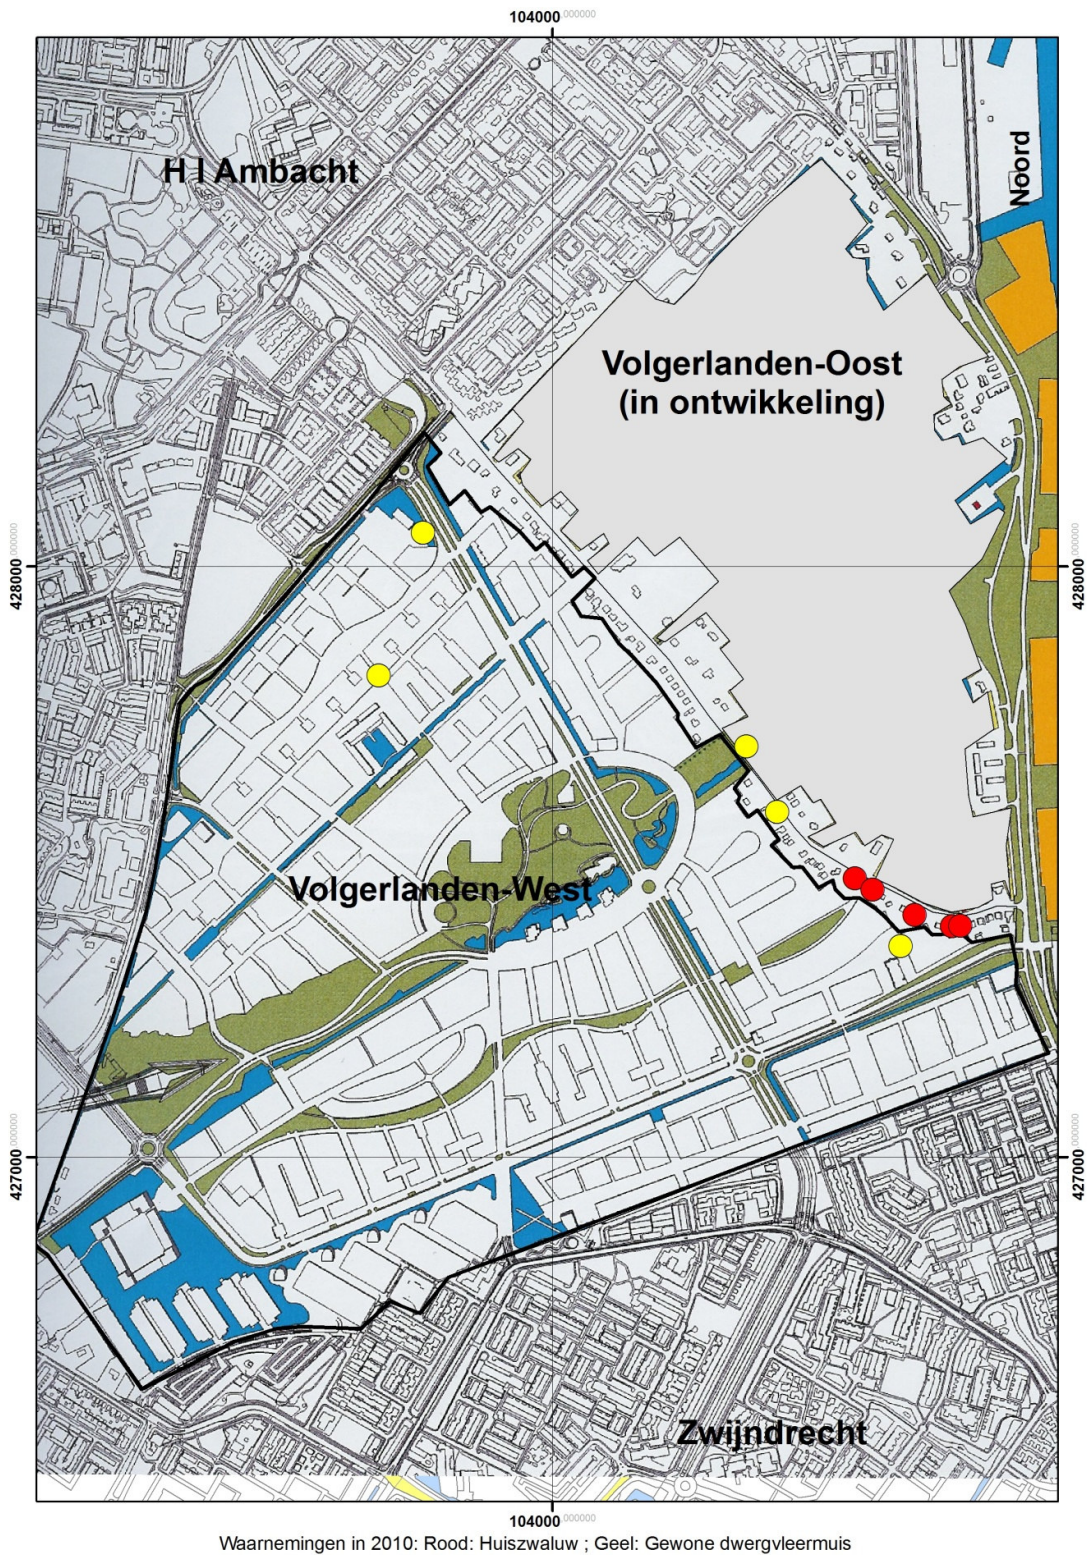 104000,000000
Noord
H I Ambacht
Volgerlanden-Oost
(in ontwikkeling)
428000,000000
428000,000000
Volgerlanden-West
427000,000000
427000,000000
Zwijndrecht
104000,000000
Waarnemingen in 2010: Rood: Huiszwaluw ; Geel: Gewone dwergvleermuis